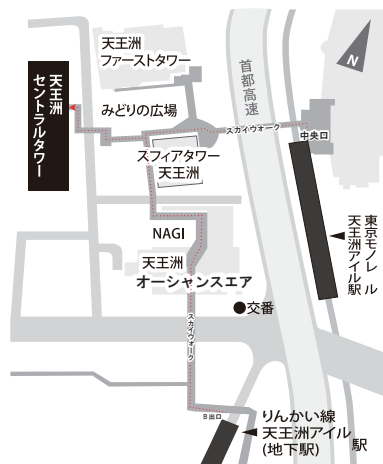 天王洲
ファーストタワー
首都高速
N
天王洲
セントラルタワー
みどりの広場
スカイウォーク
中央口
スフィアタワー
天王洲
東京モノレール
天王洲アイル駅
NAGI
天王洲
オーシャンスエア
交番
スカイウォーク
B出口
りんかい線
天王洲アイル
(地下駅)
駅